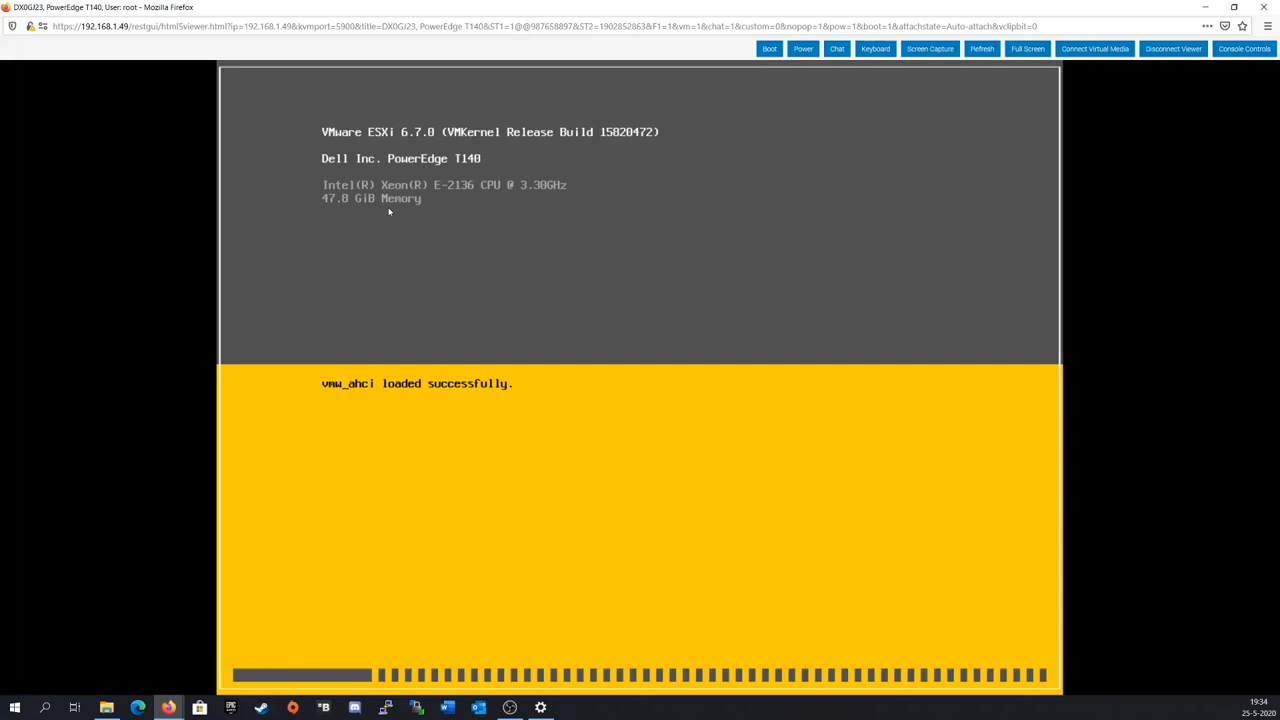 DX0GJ23, PowerEdge T140, User: root - Mozilla Firefox
https://192.168.1.49/restgui/html5viewer.html?ip=192.168.1.49&kvmport=5900&title=DX0GJ23, PowerEdge T140&ST1=1@@987658897&ST2=1902852863&F1=1&vm=1&chat=1&custom=0&nopop=1&pow=1&boot=1&attachstate=Auto-attach&vclipbit=0
Boot Power Chat Keyboard Screen Capture Refresh Full Screen Connect Virtual Media Disconnect Viewer Console Controls
VMware ESXi 6.7.0 (VMKernel Release Build 15820472)
Dell Inc. PowerEdge T140
Intel(R) Xeon(R) E-2136 CPU @ 3.30GHz
47.8 GiB Memory
vmw_ahci loaded successfully.
19:34
25-5-2020